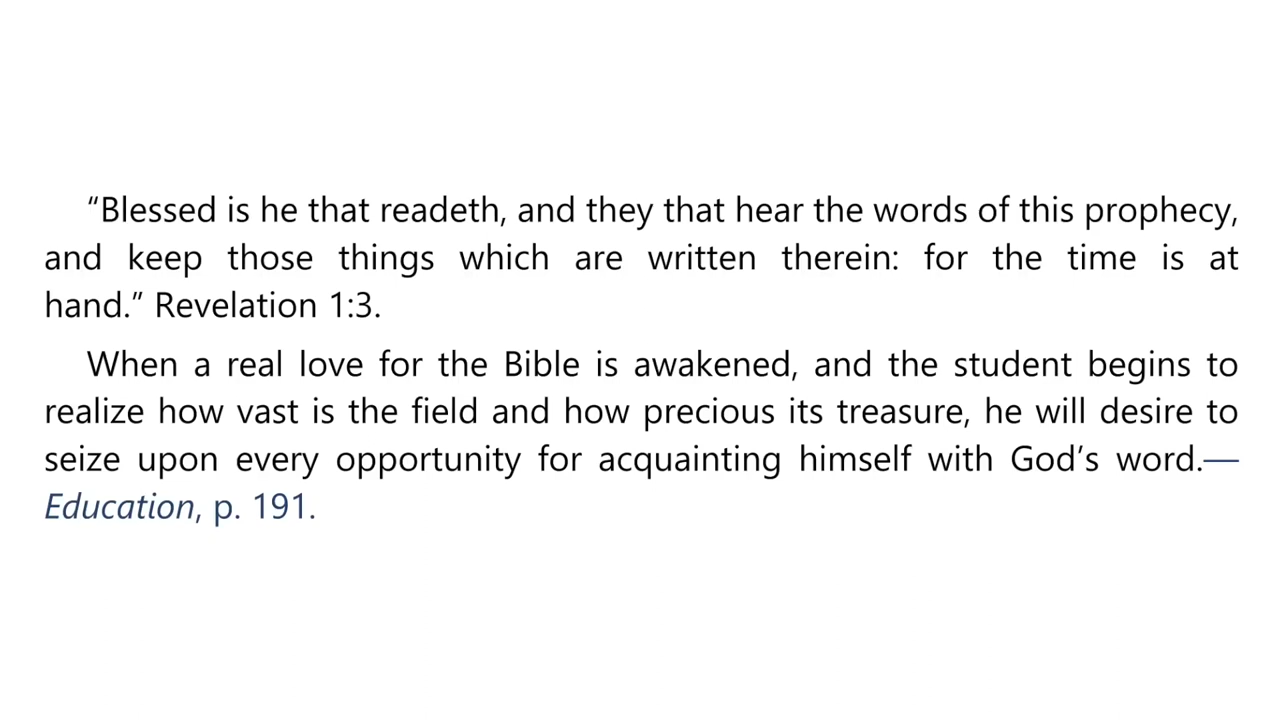 “Blessed is he that readeth, and they that hear the words of this prophecy,
and keep those things which are written therein: for the time is at
hand.” Revelation 1:3.
When a real love for the Bible is awakened, and the student begins to
realize how vast is the field and how precious its treasure, he will desire to
seize upon every opportunity for acquainting himself with God’s word.—
Education, p. 191.